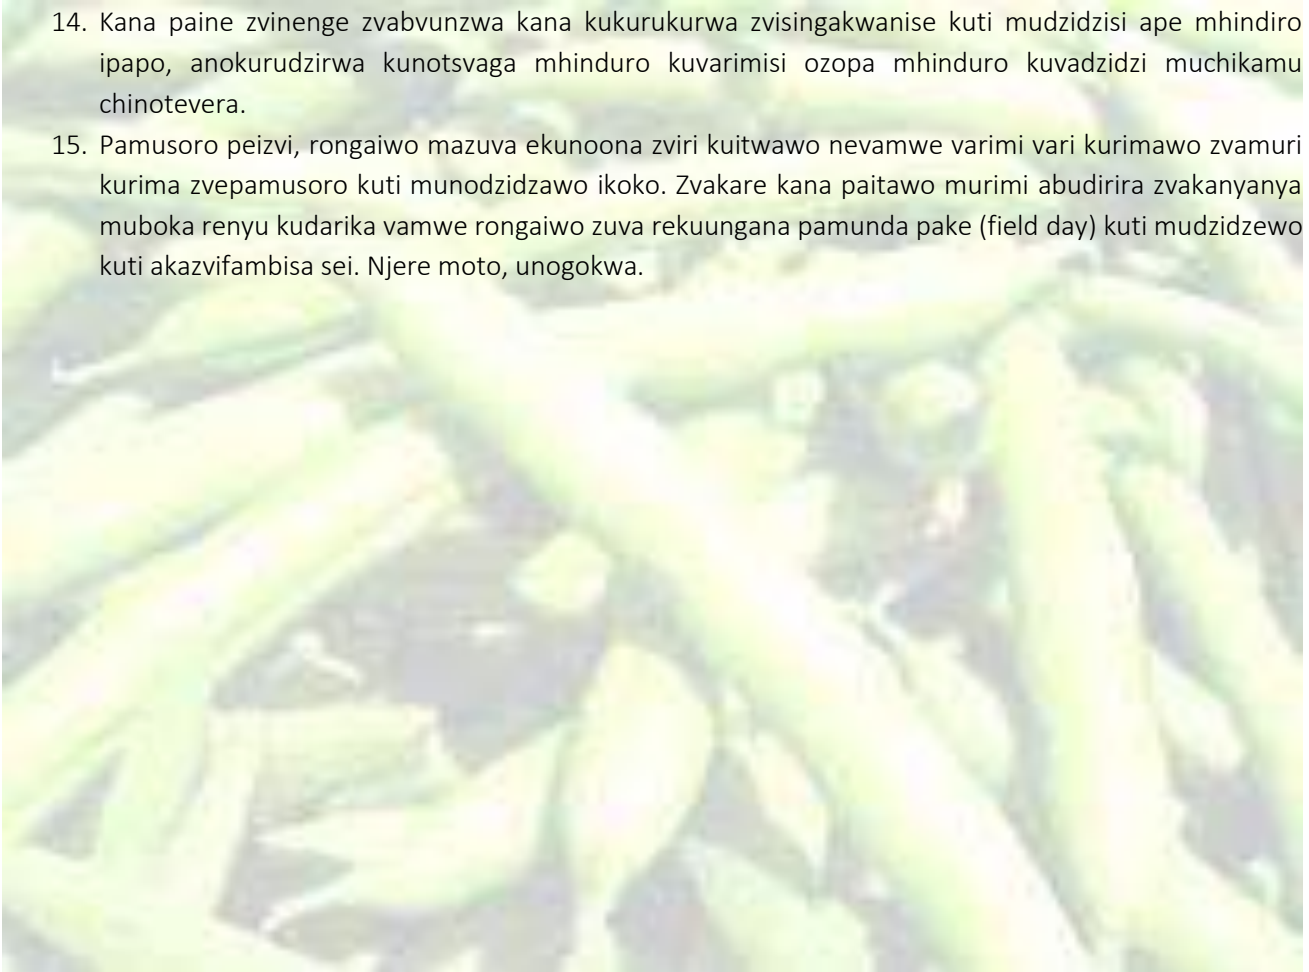 14. Kana paine zvinenge zvabvunzwa kana kukurukurwa zvisingakwanise kuti mudzidzisi ape mhindiro
ipapo, anokurudzirwa kunotsvaga mhinduro kuvarimisi ozopa mhinduro kuvadzidzi muchikamu
chinotevera.
15. Pamusoro peizvi, rongaiwo mazuva ekunoona zviri kuitwawo nevamwe varimi vari kurimawo zvamuri
kurima zvepamusoro kuti munodzidzawo ikoko. Zvakare kana paitawo murimi abudirira zvakanyanya
muboka renyu kudarika vamwe rongaiwo zuva rekuungana pamunda pake (field day) kuti mudzidzewo
kuti akazvifambisa sei. Njere moto, unogokwa.